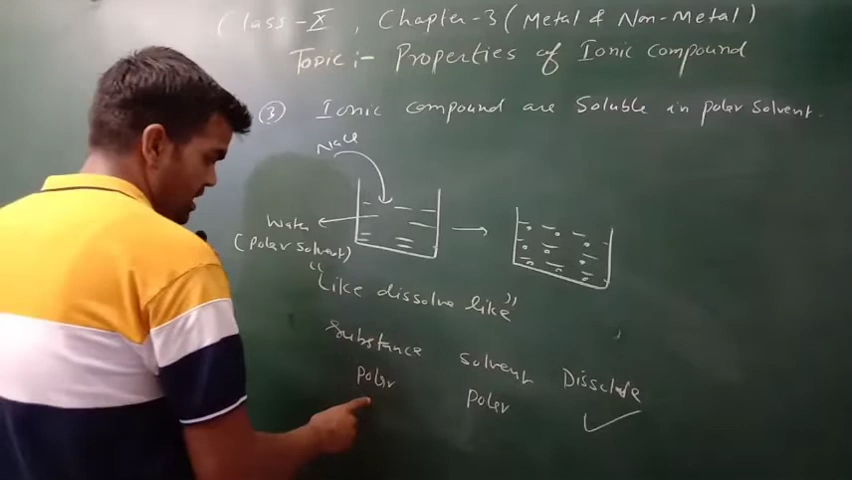 Class-X, Chapter-3 (Metal & Non-Metal)
Topic :- Properties of Ionic compound
③ Ionic compound are Soluble in polar Solvent.
NaCl
Water
(polar solvent)
"Like dissolve like"
Substance Solvent Dissolve
Polar Polar ✓